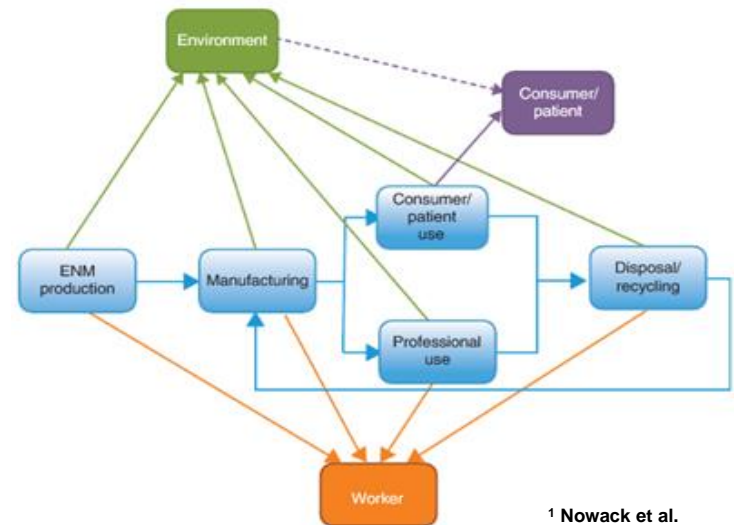 Environment
Consumer/
patient
Consumer/
patient
use
ENM
production
Manufacturing
Disposal/
recycling
Professional
use
Worker
¹ Nowack et al.